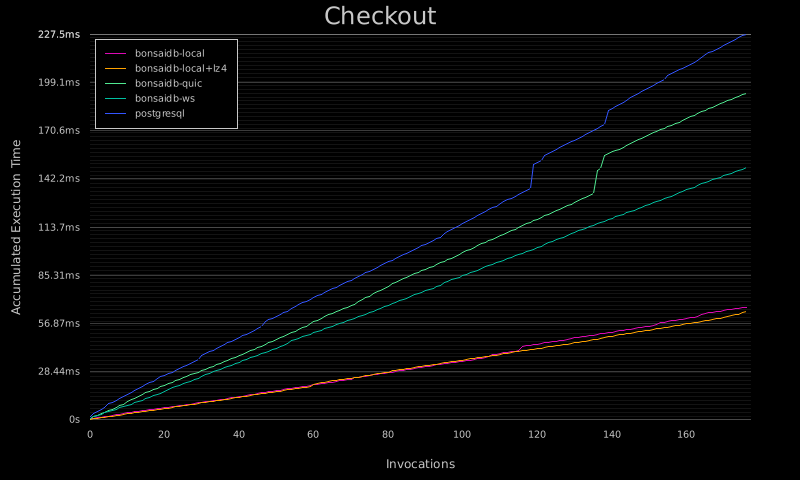 Checkout
227.5ms
199.1ms
170.6ms
142.2ms
113.7ms
85.31ms
56.87ms
28.44ms
0s
bonsaidb-local
bonsaidb-local+lz4
bonsaidb-quic
bonsaidb-ws
postgresql
Accumulated Execution Time
0 20 40 60 80 100 120 140 160
Invocations